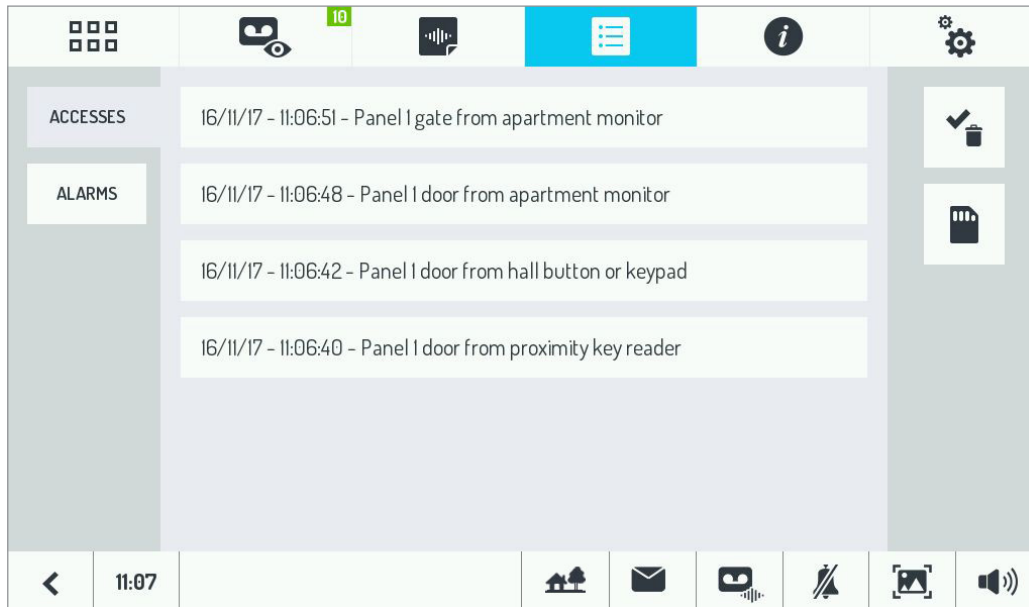 10
ACCESSES
ALARMS
16/11/17 - 11:06:51 - Panel 1 gate from apartment monitor
16/11/17 - 11:06:48 - Panel 1 door from apartment monitor
16/11/17 - 11:06:42 - Panel 1 door from hall button or keypad
16/11/17 - 11:06:40 - Panel 1 door from proximity key reader
11:07